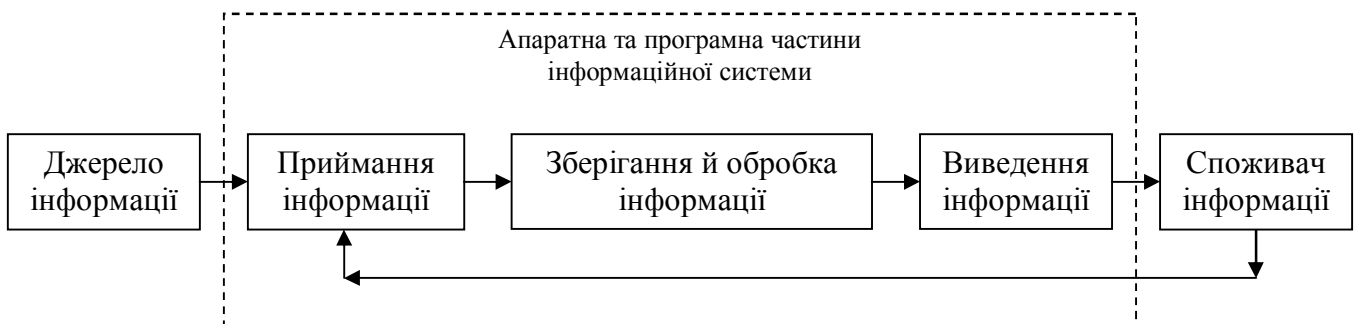 Апаратна та програмна частини
інформаційної системи
Джерело
інформації
Приймання
інформації
Зберігання й обробка
інформації
Виведення
інформації
Споживач
інформації